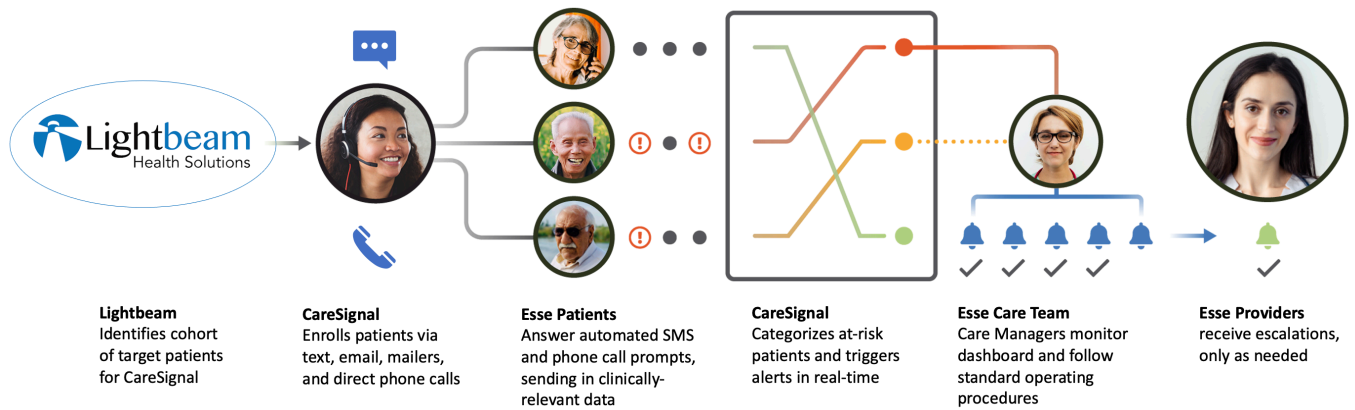 Lightbeam
Health Solutions
Lightbeam
Identifies cohort
of target patients
for CareSignal
CareSignal
Enrolls patients via
text, email, mailers,
and direct phone calls
Esse Patients
Answer automated SMS
and phone call prompts,
sending in clinically-
relevant data
CareSignal
Categorizes at-risk
patients and triggers
alerts in real-time
Esse Care Team
Care Managers monitor
dashboard and follow
standard operating
procedures
Esse Providers
receive escalations,
only as needed